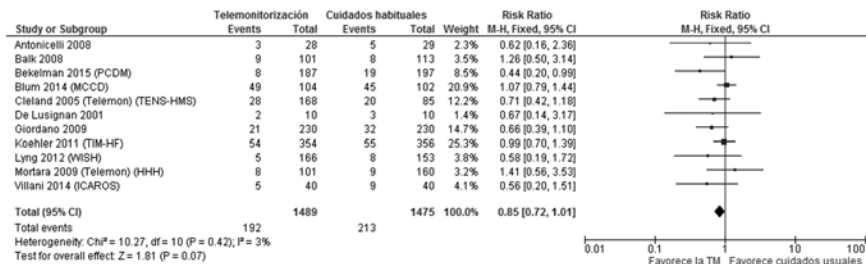 Telemonitorización Cuidados habituales Risk Ratio Risk Ratio
Study or Subgroup Events Total Events Total Weight M-H, Fixed, 95% CI M-H, Fixed, 95% CI
Antonicelli 2008 3 28 5 29 2.3% 0.62 [0.16, 2.36]
Balk 2008 9 101 8 113 3.5% 1.26 [0.50, 3.14]
Bekelman 2015 (PCDM) 8 187 19 197 8.5% 0.44 [0.20, 0.99]
Blum 2014 (MCCD) 49 104 45 102 20.9% 1.07 [0.79, 1.44]
Cleland 2005 (Telemon) (TENS-HMS) 28 168 20 85 12.2% 0.71 [0.42, 1.18]
De Lusignan 2001 2 10 3 10 1.4% 0.67 [0.14, 3.17]
Giordano 2009 21 230 32 230 14.7% 0.66 [0.39, 1.10]
Koehler 2011 (TIM-HF) 54 354 55 356 25.3% 0.99 [0.70, 1.39]
Lyng 2012 (WISH) 5 166 8 153 3.8% 0.58 [0.19, 1.72]
Mortara 2009 (Telemon) (HHH) 8 101 9 160 3.2% 1.41 [0.56, 3.53]
Villani 2014 (ICAROS) 5 40 9 40 4.1% 0.56 [0.20, 1.51]
Total (95% CI) 1489 1475 100.0% 0.85 [0.72, 1.01]
Total events 192 213
Heterogeneity: Chi² = 10.27, df = 10 (P = 0.42); I² = 3%
Test for overall effect: Z = 1.81 (P = 0.07)
0.01 0.1 1 10 100
Favorece la TM Favorece cuidados usuales